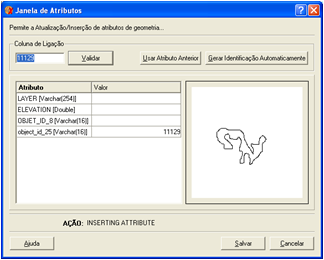 Janela de Atributos
Permite a Atualização/Inserção de atributos de geometria...
Coluna de Ligação
11129
Validar
Usar Atributo Anterior
Gerar Identificação Automaticamente
Atributo Valor
LAYER [Varchar(254)]
ELEVATION [Double]
OBJET_ID_8 [Varchar(16)]
object_id_25 [Varchar(16)] 11129
AÇÃO: INSERTING ATTRIBUTE
Ajuda
Salvar
Cancelar